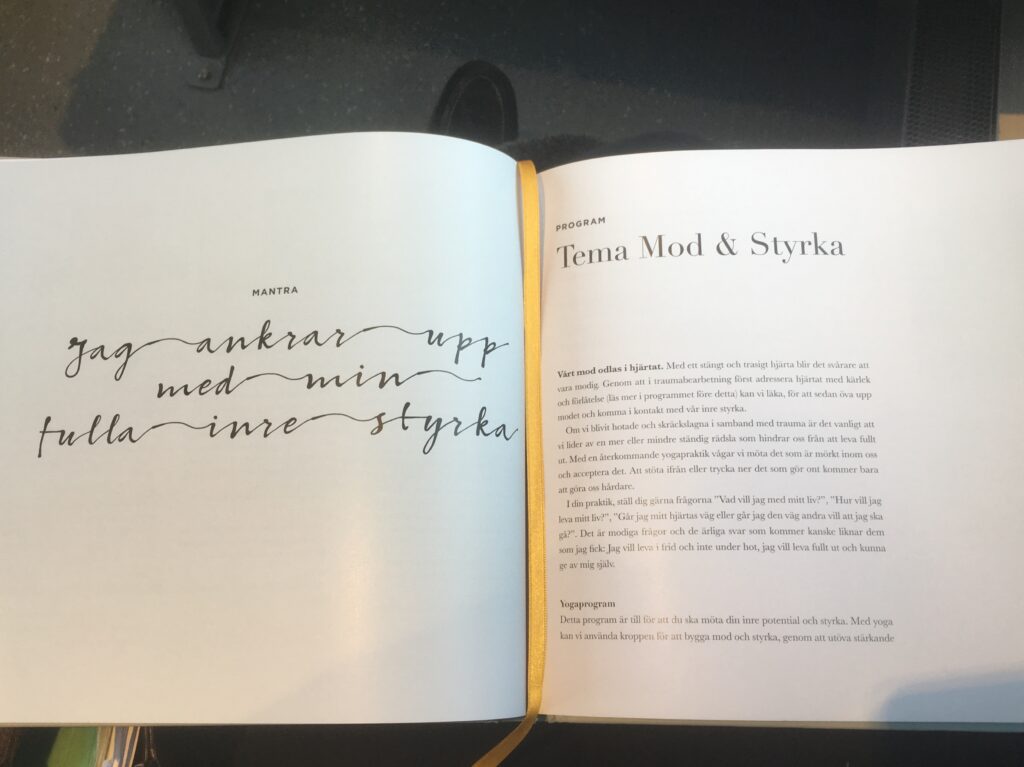 MANTRA
Jag ankrar upp
med min
fulla inre styrka
PROGRAM
Tema Mod & Styrka
Vårt mod odlas i hjärtat. Med ett stängt och trasigt hjärta blir det svårare att
vara modig. Genom att i traumabearbetning först adressera hjärtat med kärlek
och förlåtelse (läs mer i programmet före detta) kan vi läka, för att sedan öva upp
modet och komma i kontakt med vår inre styrka.
Om vi blivit hotade och skräckslagna i samband med trauma är det vanligt att
vi lider av en mer eller mindre ständig rädsla som hindrar oss från att leva fullt
ut. Med en återkommande yogapraktik vågar vi möta det som är mörkt inom oss
och acceptera det. Att stöta ifrån eller trycka ner det som gör ont kommer bara
att göra oss hårdare.
I din praktik, ställ dig gärna frågorna ”Vad vill jag med mitt liv?”, ”Hur vill jag
leva mitt liv?”, ”Går jag mitt hjärtas väg eller går jag den väg andra vill att jag ska
gå?”. Det är modiga frågor och de ärliga svar som kommer kanske liknar dem
som jag fick: Jag vill leva i frid och inte under hot, jag vill leva fullt ut och kunna
ge av mig själv.
Yogaprogram
Detta program är till för att du ska möta din inre potential och styrka. Med yoga
kan vi använda kroppen för att bygga mod och styrka, genom att utöva stärkande